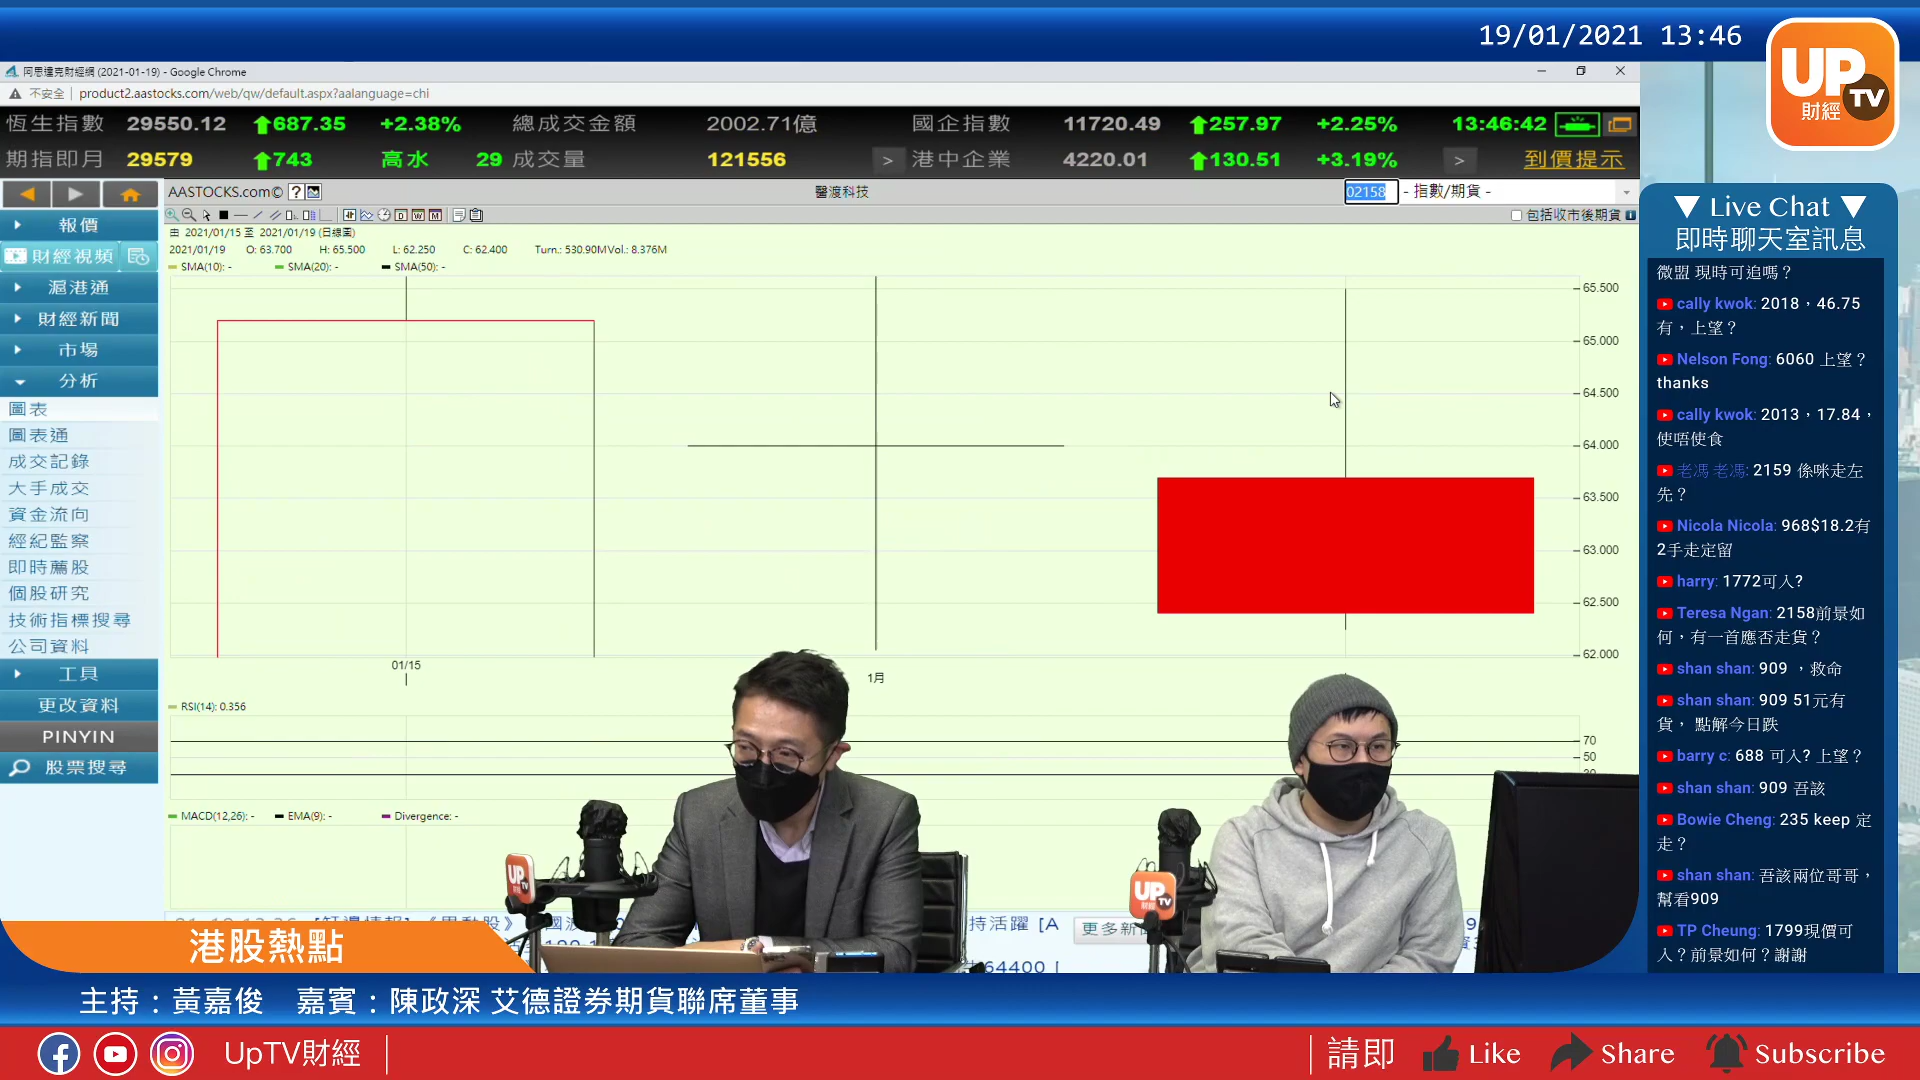 19/01/2021 13:46
UP TV 財經
阿思達克財經網 (2021-01-19) - Google Chrome
不安全 | product2.aastocks.com/web/qw/default.aspx?aalanguage=chi
恆生指數 29550.12 687.35 +2.38% 總成交金額 2002.71億 國企指數 11720.49 257.97 +2.25% 13:46:42
期指即月 29579 743 高水 29 成交量 121556 > 港中企業 4220.01 130.51 +3.19% > 到價提示
AASTOCKS.com© ? 醫渡科技 02158 - 指數/期貨 -
包括收市後期貨
由 2021/01/15 至 2021/01/19 (日線圖)
2021/01/19 O: 63.700 H: 65.500 L: 62.250 C: 62.400 Turn.: 530.90M Vol.: 8.376M
SMA(10): - SMA(20): - SMA(50): -
報價
財經視頻
滬港通
財經新聞
市場
分析
圖表
圖表通
成交記錄
大手成交
資金流向
經紀監察
即時薦股
個股研究
技術指標搜尋
公司資料
工具
更改資料
PINYIN
股票搜尋
65.500
65.000
64.500
64.000
63.500
63.000
62.500
62.000
01/15 1月
RSI(14): 0.356
70
50
MACD(12,26): - EMA(9): - Divergence: -
持活躍 [A
更多新
64400 [
UP TV
UP TV
▼ Live Chat ▼
即時聊天室訊息
微盟 現時可追嗎？
cally kwok: 2018，46.75
有，上望？
Nelson Fong: 6060 上望？
thanks
cally kwok: 2013，17.84，
使唔使食
老馮 老馮: 2159 係咪走左
先？
Nicola Nicola: 968$18.2有
2手走定留
harry: 1772可入?
Teresa Ngan: 2158前景如
何，有一首應否走貨？
shan shan: 909 ，救命
shan shan: 909 51元有
貨， 點解今日跌
barry c: 688 可入? 上望？
shan shan: 909 吾該
Bowie Cheng: 235 keep 定
走？
shan shan: 吾該兩位哥哥，
幫看909
TP Cheung: 1799現價可
入？前景如何？謝謝
港股熱點
主持：黃嘉俊 嘉賓：陳政深 艾德證券期貨聯席董事
UpTV財經
請即 Like Share Subscribe